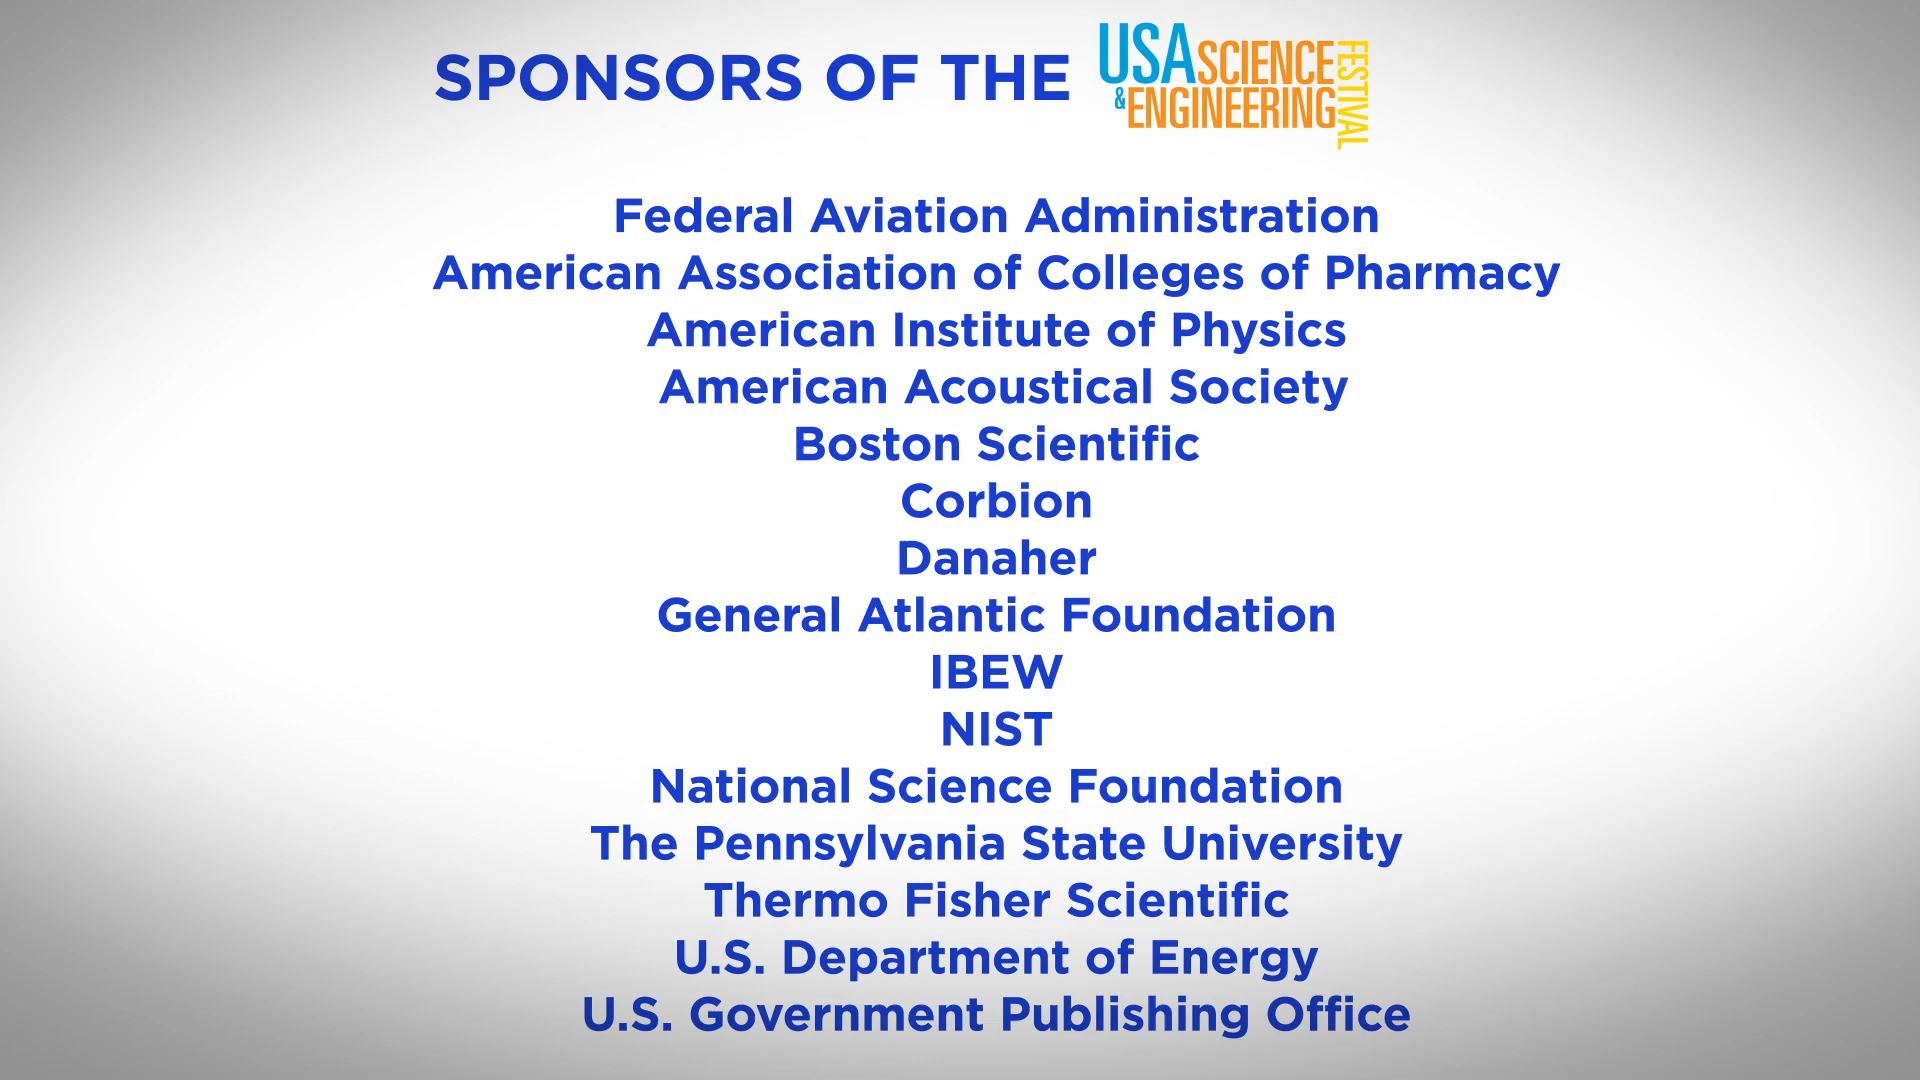 SPONSORS OF THE USA SCIENCE & ENGINEERING FESTIVAL
Federal Aviation Administration
American Association of Colleges of Pharmacy
American Institute of Physics
American Acoustical Society
Boston Scientific
Corbion
Danaher
General Atlantic Foundation
IBEW
NIST
National Science Foundation
The Pennsylvania State University
Thermo Fisher Scientific
U.S. Department of Energy
U.S. Government Publishing Office